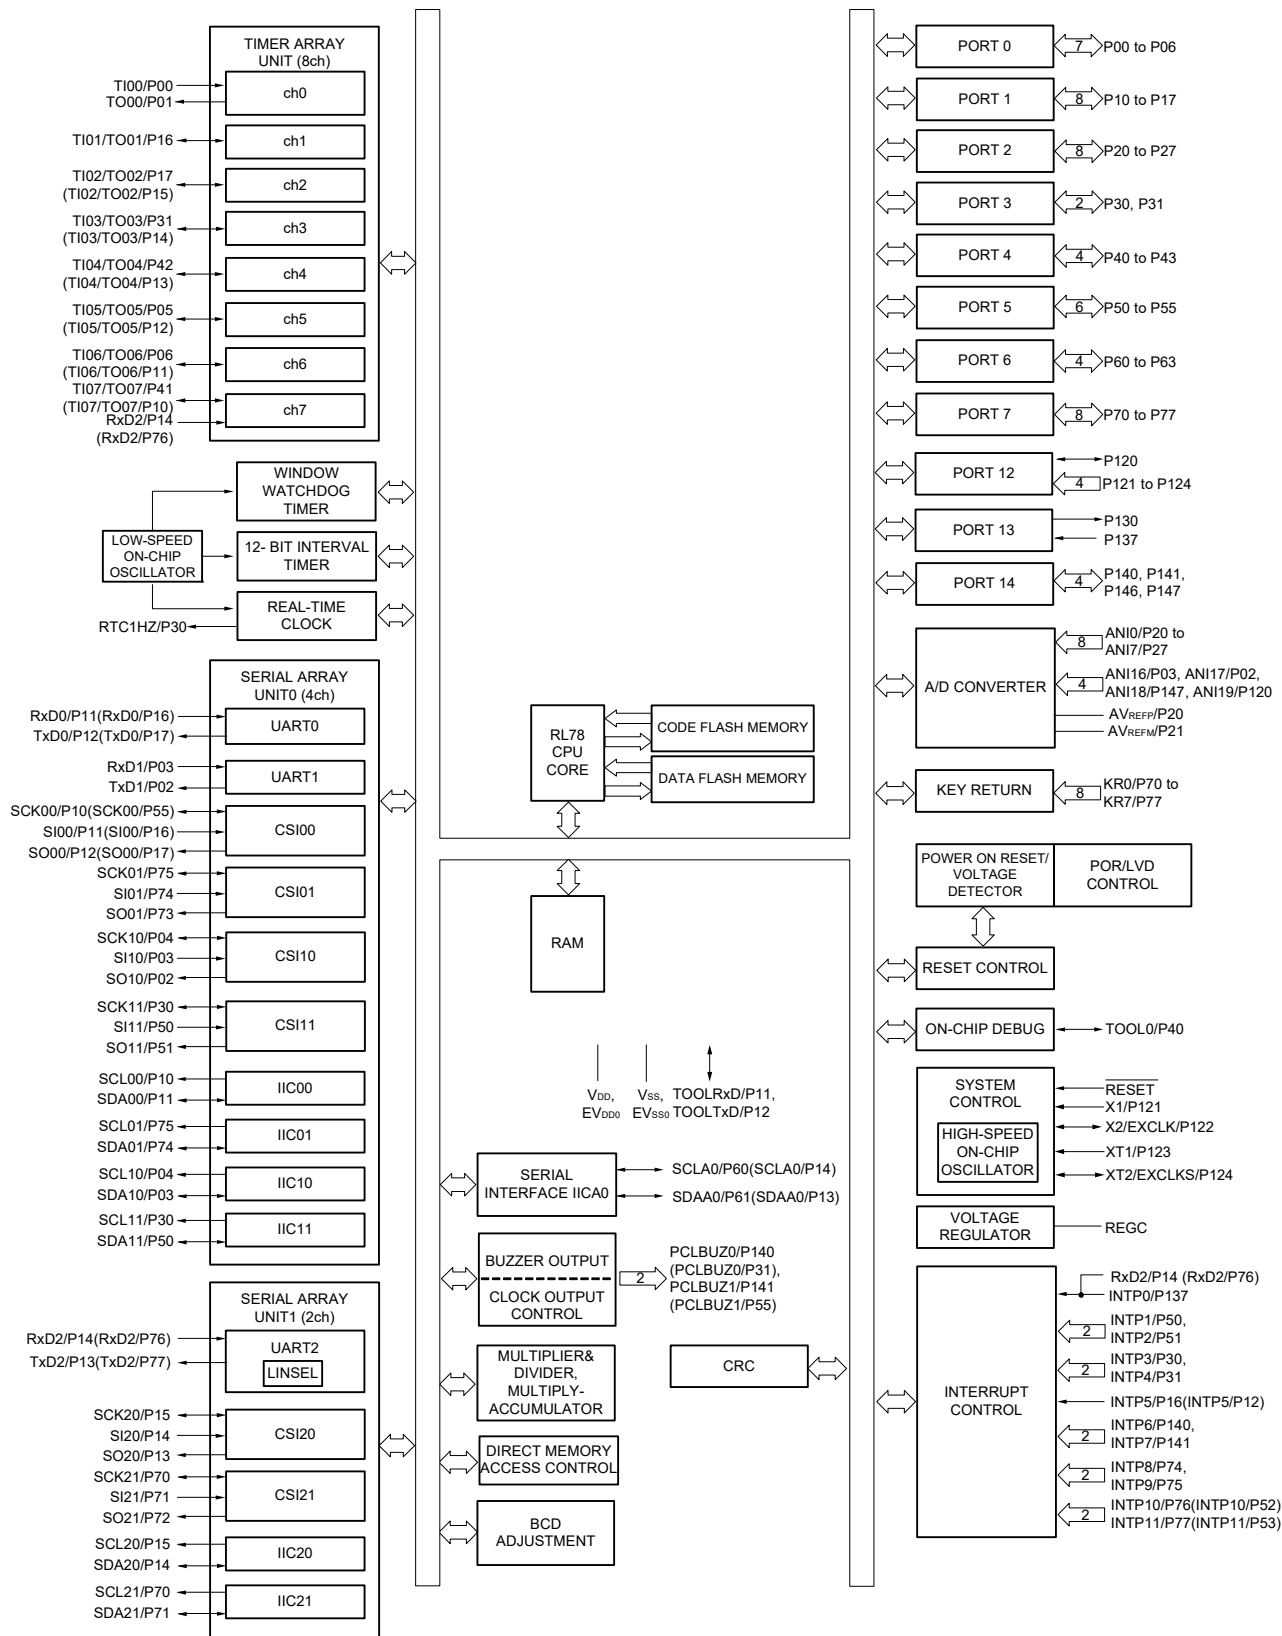 TIMER ARRAY
UNIT (8ch)
TI00/P00
TO00/P01
ch0
TI01/TO01/P16
ch1
TI02/TO02/P17
(TI02/TO02/P15)
ch2
TI03/TO03/P31
(TI03/TO03/P14)
ch3
TI04/TO04/P42
(TI04/TO04/P13)
ch4
TI05/TO05/P05
(TI05/TO05/P12)
ch5
TI06/TO06/P06
(TI06/TO06/P11)
ch6
TI07/TO07/P41
(TI07/TO07/P10)
RxD2/P14
(RxD2/P76)
ch7
WINDOW
WATCHDOG
TIMER
LOW-SPEED
ON-CHIP
OSCILLATOR
12- BIT INTERVAL
TIMER
REAL-TIME
CLOCK
RTC1HZ/P30
SERIAL ARRAY
UNIT0 (4ch)
RxD0/P11(RxD0/P16)
TxD0/P12(TxD0/P17)
UART0
RxD1/P03
TxD1/P02
UART1
SCK00/P10(SCK00/P55)
SI00/P11(SI00/P16)
SO00/P12(SO00/P17)
CSI00
SCK01/P75
SI01/P74
SO01/P73
CSI01
SCK10/P04
SI10/P03
SO10/P02
CSI10
SCK11/P30
SI11/P50
SO11/P51
CSI11
SCL00/P10
SDA00/P11
IIC00
SCL01/P75
SDA01/P74
IIC01
SCL10/P04
SDA10/P03
IIC10
SCL11/P30
SDA11/P50
IIC11
SERIAL ARRAY
UNIT1 (2ch)
RxD2/P14(RxD2/P76)
TxD2/P13(TxD2/P77)
UART2
LINSEL
SCK20/P15
SI20/P14
SO20/P13
CSI20
SCK21/P70
SI21/P71
SO21/P72
CSI21
SCL20/P15
SDA20/P14
IIC20
SCL21/P70
SDA21/P71
IIC21
RL78
CPU
CORE
CODE FLASH MEMORY
DATA FLASH MEMORY
RAM
VDD,
EVDD0
VSS,
EVSS0
TOOLRxD/P11,
TOOLTxD/P12
SERIAL
INTERFACE IICA0
SCLA0/P60(SCLA0/P14)
SDAA0/P61(SDAA0/P13)
BUZZER OUTPUT
CLOCK OUTPUT
CONTROL
2
PCLBUZ0/P140
(PCLBUZ0/P31),
PCLBUZ1/P141
(PCLBUZ1/P55)
MULTIPLIER&
DIVIDER,
MULTIPLY-
ACCUMULATOR
CRC
DIRECT MEMORY
ACCESS CONTROL
BCD
ADJUSTMENT
PORT 0
7
P00 to P06
PORT 1
8
P10 to P17
PORT 2
8
P20 to P27
PORT 3
2
P30, P31
PORT 4
4
P40 to P43
PORT 5
6
P50 to P55
PORT 6
4
P60 to P63
PORT 7
8
P70 to P77
PORT 12
P120
4
P121 to P124
PORT 13
P130
P137
PORT 14
4
P140, P141,
P146, P147
A/D CONVERTER
8
ANI0/P20 to
ANI7/P27
4
ANI16/P03, ANI17/P02,
ANI18/P147, ANI19/P120
AVREFP/P20
AVREFM/P21
KEY RETURN
8
KR0/P70 to
KR7/P77
POWER ON RESET/
VOLTAGE
DETECTOR
POR/LVD
CONTROL
RESET CONTROL
ON-CHIP DEBUG
TOOL0/P40
SYSTEM
CONTROL
HIGH-SPEED
ON-CHIP
OSCILLATOR
RESET
X1/P121
X2/EXCLK/P122
XT1/P123
XT2/EXCLKS/P124
VOLTAGE
REGULATOR
REGC
INTERRUPT
CONTROL
RxD2/P14 (RxD2/P76)
INTP0/P137
2
INTP1/P50,
INTP2/P51
2
INTP3/P30,
INTP4/P31
INTP5/P16(INTP5/P12)
2
INTP6/P140,
INTP7/P141
2
INTP8/P74,
INTP9/P75
2
INTP10/P76(INTP10/P52)
INTP11/P77(INTP11/P53)